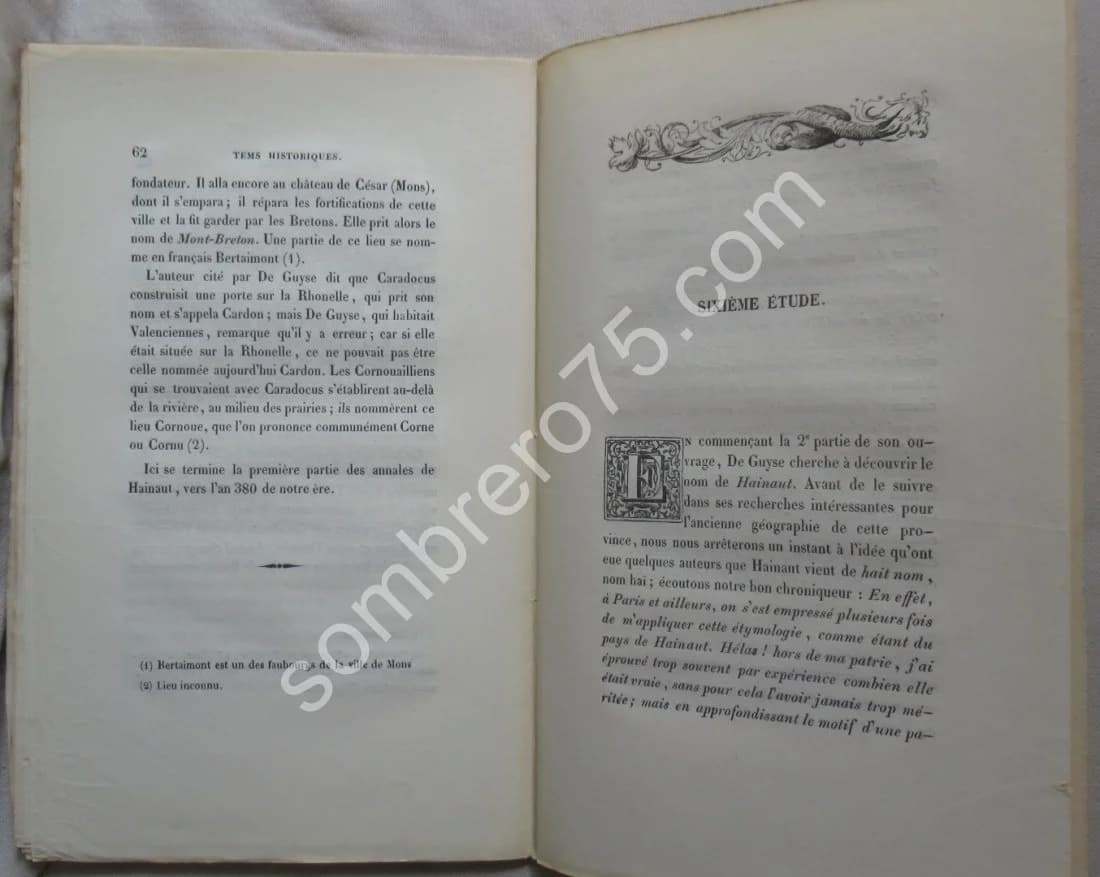 62
TEMS HISTORIQUES.
fondateur. Il alla encore au château de César (Mons),
dont il s'empara ; il répara les fortifications de cette
ville et la fit garder par les Bretons. Elle prit alors le
nom de Mont-Breton. Une partie de ce lieu se nom-
me en français Bertaimont (1).
L'auteur cité par De Guyse dit que Caradocus
construisit une porte sur la Rhonelle, qui prit son
nom et s'appela Cardon ; mais De Guyse, qui habitait
Valenciennes, remarque qu'il y a erreur ; car si elle
était située sur la Rhonelle, ce ne pouvait pas être
celle nommée aujourd'hui Cardon. Les Cornouailliens
qui se trouvaient avec Caradocus s'établirent au-delà
de la rivière, au milieu des prairies ; ils nommèrent ce
lieu Cornoue, que l'on prononce communément Corne
ou Cornu (2).
Ici se termine la première partie des annales de
Hainaut, vers l'an 380 de notre ère.
(1) Bertaimont est un des faubourgs de la ville de Mons
(2) Lieu inconnu.
SIXIÈME ÉTUDE.
EN commençant la 2e partie de son ou-
vrage, De Guyse cherche à découvrir le
nom de Hainaut. Avant de le suivre
dans ses recherches intéressantes pour
l'ancienne géographie de cette pro-
vince, nous nous arrêterons un instant à l'idée qu'ont
eue quelques auteurs que Hainaut vient de hait nom,
nom haï ; écoutons notre bon chroniqueur : En effet,
à Paris et ailleurs, on s'est empressé plusieurs fois
de m'appliquer cette étymologie, comme étant du
pays de Hainaut. Hélas ! hors de ma patrie, j'ai
éprouvé trop souvent par expérience combien elle
était vraie, sans pour cela l'avoir jamais trop mé-
ritée ; mais en approfondissant le motif d'une pa-
sombrero75.com